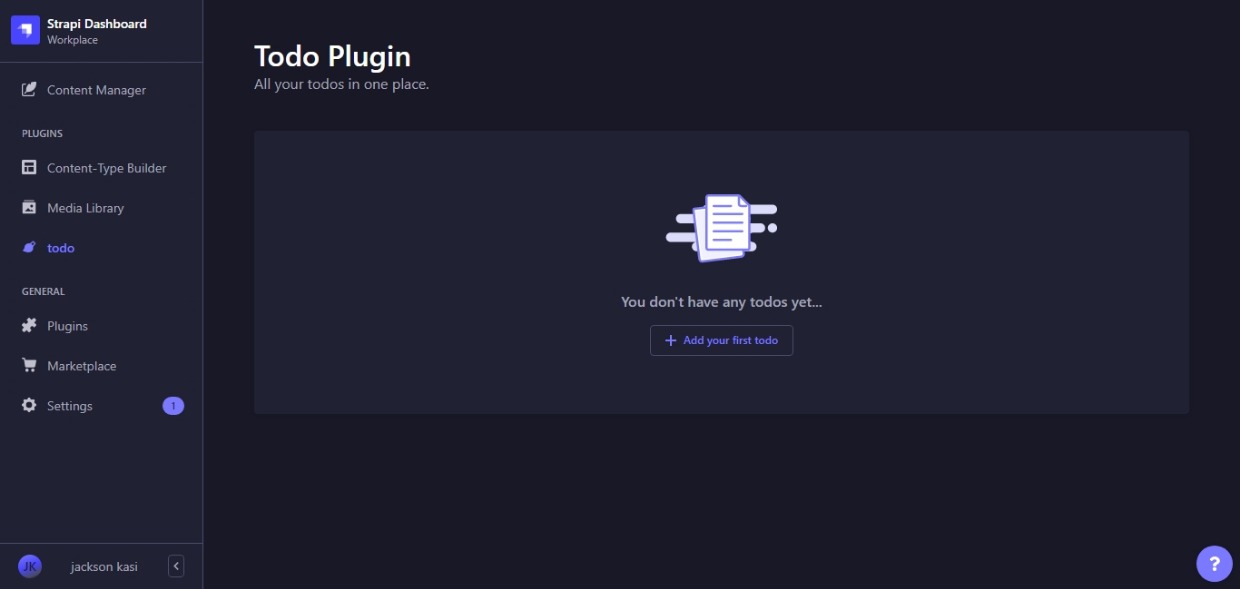 Strapi Dashboard
Workplace
Content Manager
PLUGINS
Content-Type Builder
Media Library
todo
GENERAL
Plugins
Marketplace
Settings
1
JK
jackson kasi
Todo Plugin
All your todos in one place.
You don't have any todos yet...
Add your first todo
?